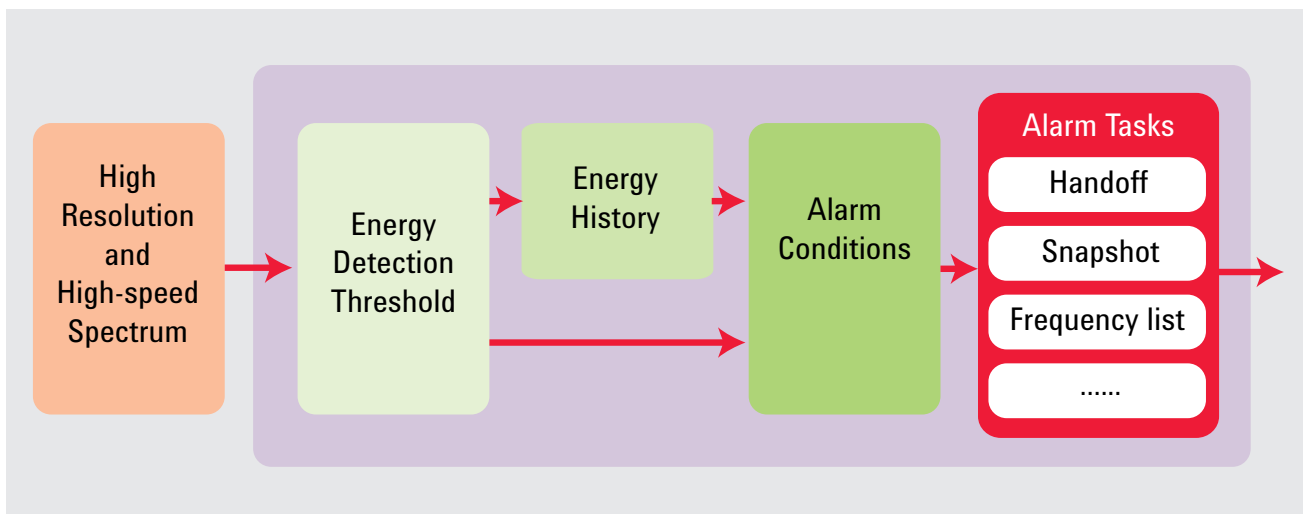 High
Resolution
and
High-speed
Spectrum
Energy
Detection
Threshold
Energy
History
Alarm
Conditions
Alarm Tasks
Handoff
Snapshot
Frequency list
......